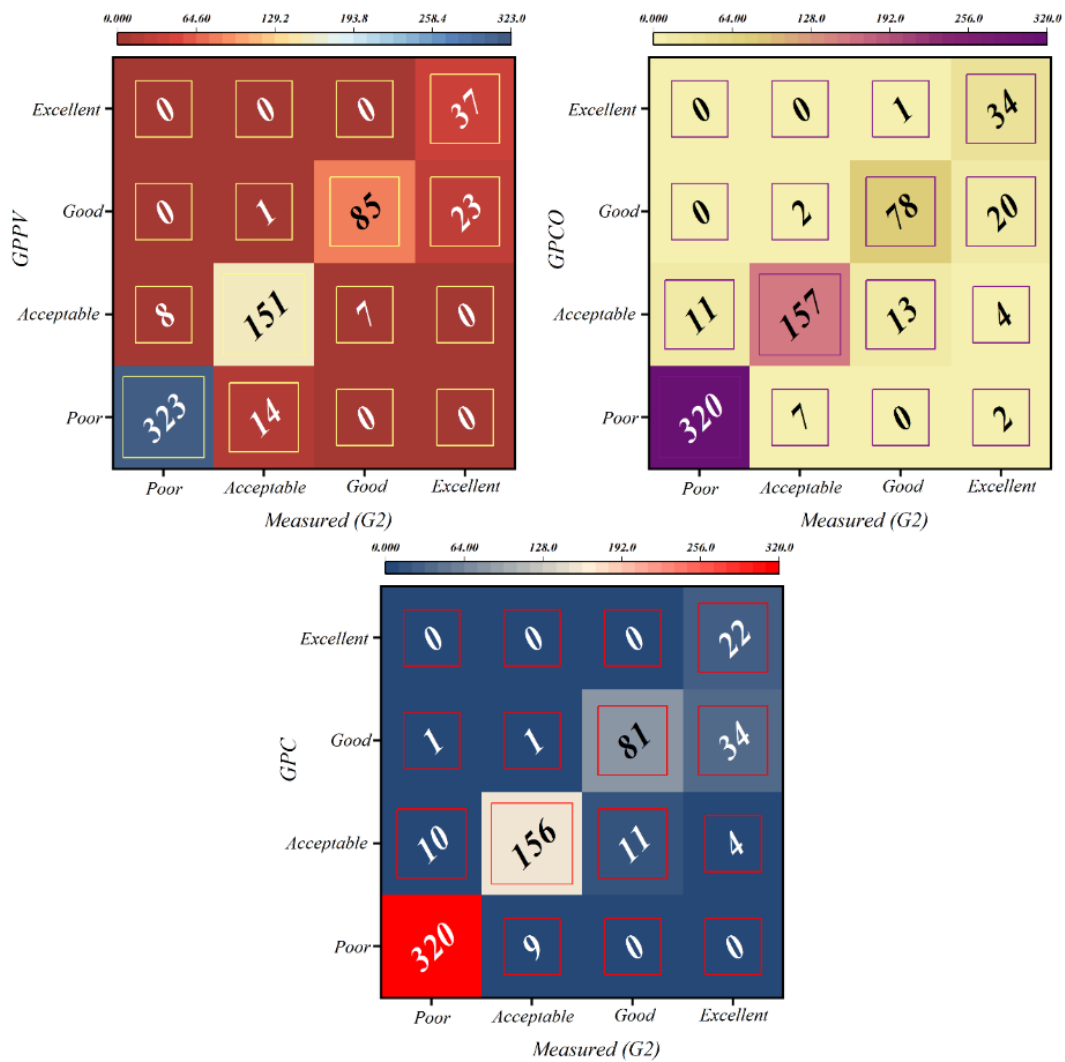 0.000 64.60 129.2 193.8 258.4 323.0
GPPV
Excellent 0 0 0 37
Good 0 1 85 23
Acceptable 8 151 7 0
Poor 323 14 0 0
Poor Acceptable Good Excellent
Measured (G2)
0.000 64.00 128.0 192.0 256.0 320.0
GPCO
Excellent 0 0 1 34
Good 0 2 78 20
Acceptable 11 157 13 4
Poor 320 7 0 2
Poor Acceptable Good Excellent
Measured (G2)
0.000 64.00 128.0 192.0 256.0 320.0
GPC
Excellent 0 0 0 22
Good 1 1 81 34
Acceptable 10 156 11 4
Poor 320 9 0 0
Poor Acceptable Good Excellent
Measured (G2)